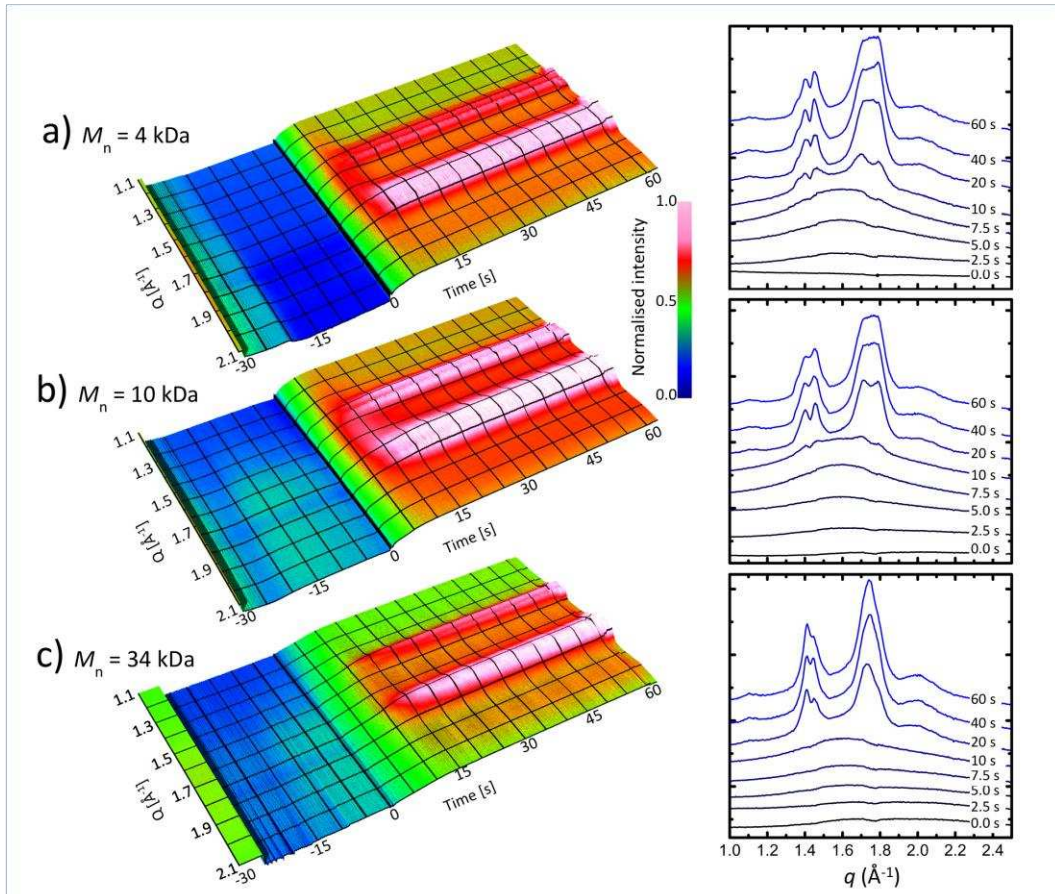 a) Mn = 4 kDa
1.1
1.3
1.5
1.7
1.9
2.1
Q [A⁻¹]
-30
-15
0
15
30
45
60
Time [s]
b) Mn = 10 kDa
1.1
1.3
1.5
1.7
1.9
2.1
Q [A⁻¹]
-30
-15
0
15
30
45
60
Time [s]
c) Mn = 34 kDa
1.1
1.3
1.5
1.7
1.9
2.1
Q [A⁻¹]
-30
-15
0
15
30
45
60
Time [s]
Normalised intensity
1.0
0.5
0.0
60 s
40 s
20 s
10 s
7.5 s
5.0 s
2.5 s
0.0 s
60 s
40 s
20 s
10 s
7.5 s
5.0 s
2.5 s
0.0 s
60 s
40 s
20 s
10 s
7.5 s
5.0 s
2.5 s
0.0 s
1.0 1.2 1.4 1.6 1.8 2.0 2.2 2.4
q (Å⁻¹)